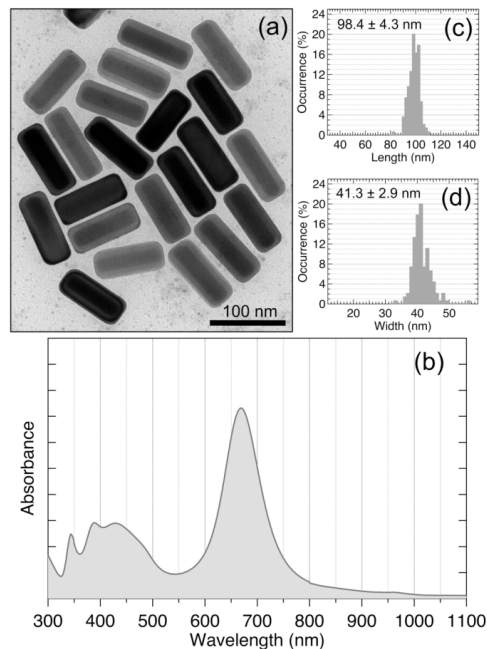 (a)
100 nm
98.4 ± 4.3 nm
(c)
Occurrence (%)
24
20
16
12
8
4
0
40 60 80 100 120 140
Length (nm)
41.3 ± 2.9 nm
(d)
Occurrence (%)
24
20
16
12
8
4
0
20 30 40 50
Width (nm)
(b)
Absorbance
300 400 500 600 700 800 900 1000 1100
Wavelength (nm)